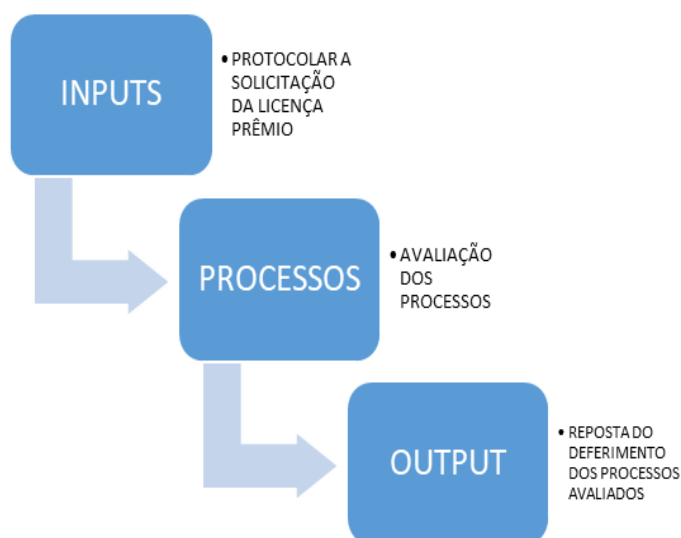 INPUTS
• PROTOCOLAR A
SOLICITAÇÃO
DA LICENÇA
PRÊMIO
PROCESSOS
• AVALIAÇÃO
DOS
PROCESSOS
OUTPUT
• REPOSTA DO
DEFERIMENTO
DOS PROCESSOS
AVALIADOS